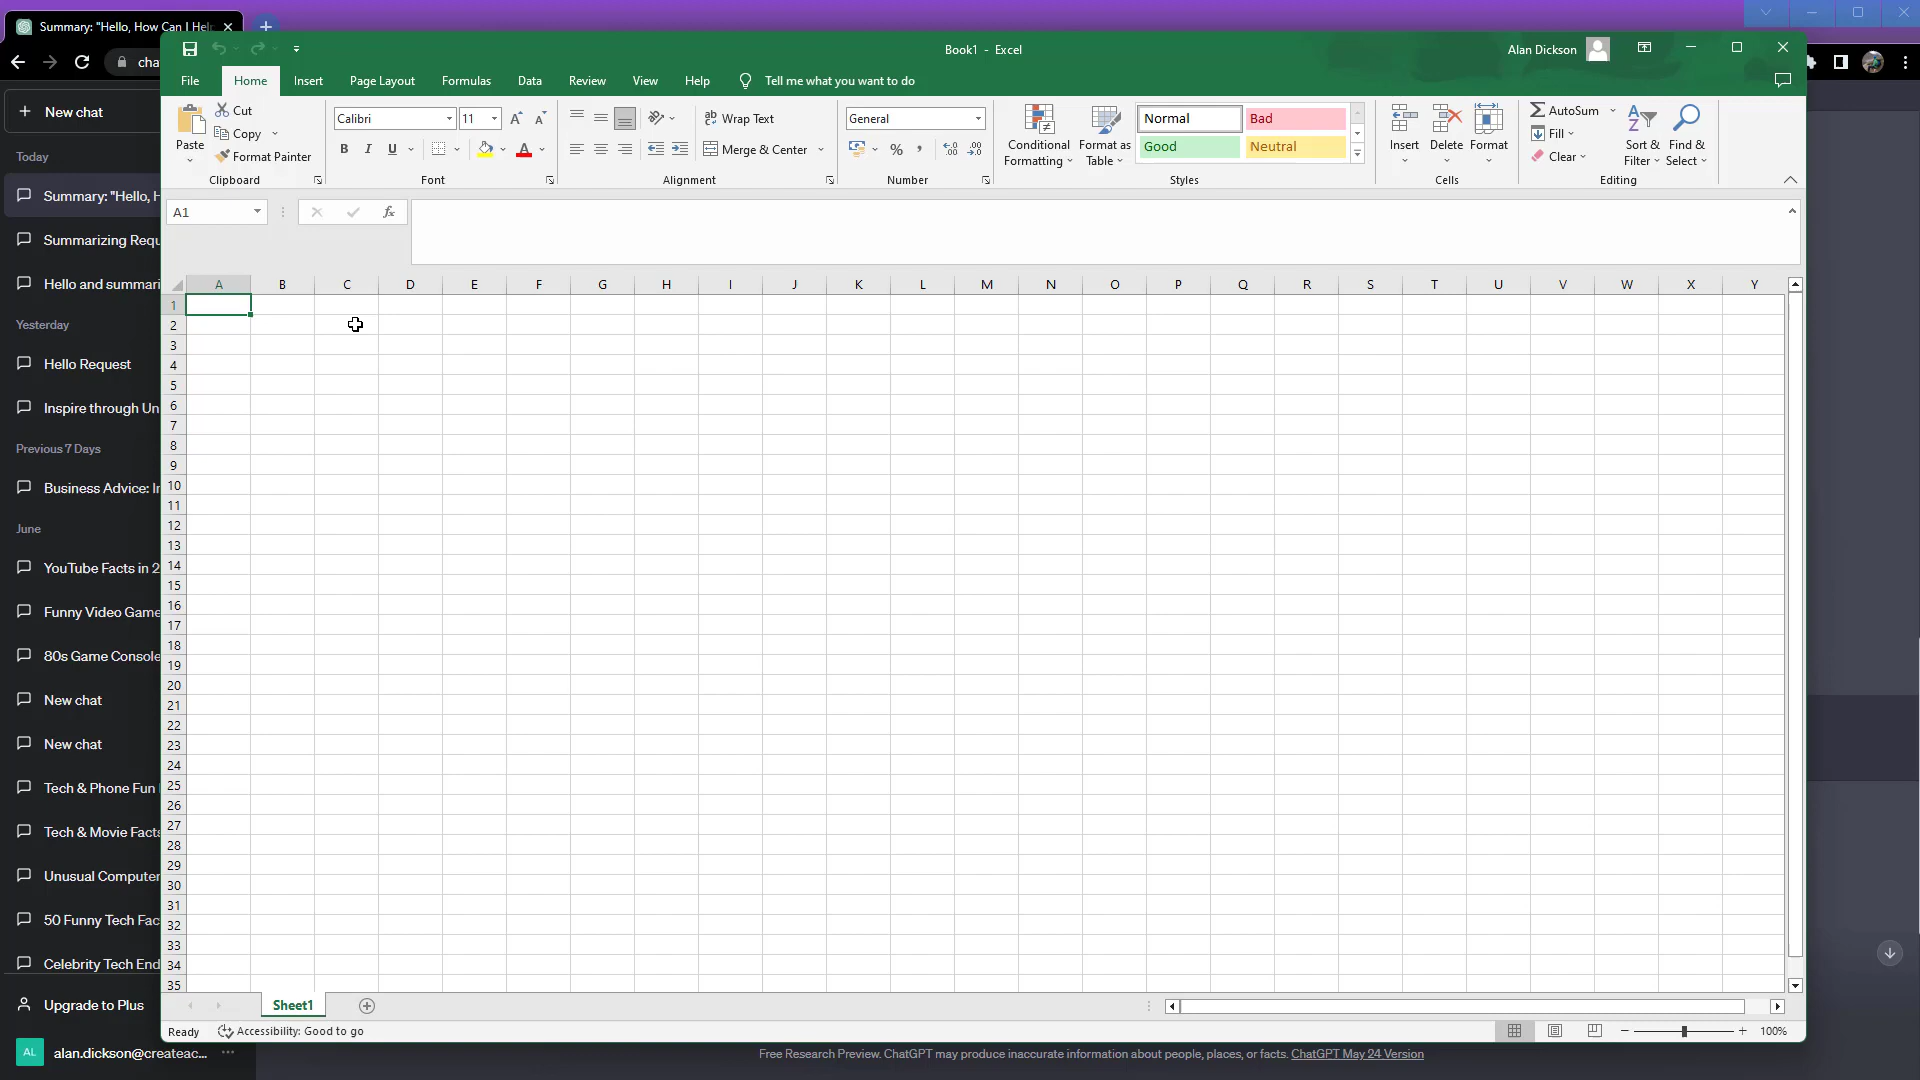 Summary: "Hello, How Can I Hel
cha
New chat
Today
Summary: "Hello, H
Summarizing Requ
Hello and summari
Yesterday
Hello Request
Inspire through Un
Previous 7 Days
Business Advice: In
June
YouTube Facts in 2
Funny Video Game
80s Game Console
New chat
New chat
Tech & Phone Fun
Tech & Movie Facts
Unusual Computer
50 Funny Tech Fac
Celebrity Tech End
Upgrade to Plus
AL alan.dickson@createac...
Book1 - Excel
Alan Dickson
File Home Insert Page Layout Formulas Data Review View Help Tell me what you want to do
Paste
Cut
Copy
Format Painter
Clipboard
Calibri 11
B I U A
Font
ab Wrap Text
Merge & Center
Alignment
General
%
Number
Conditional Formatting
Format as Table
Normal Bad
Good Neutral
Styles
Insert Delete Format
Cells
AutoSum
Fill
Clear
Sort & Filter
Find & Select
Editing
A1 fx
A B C D E F G H I J K L M N O P Q R S T U V W X Y
1
2
3
4
5
6
7
8
9
10
11
12
13
14
15
16
17
18
19
20
21
22
23
24
25
26
27
28
29
30
31
32
33
34
35
Sheet1
Ready Accessibility: Good to go
100%
Free Research Preview. ChatGPT may produce inaccurate information about people, places, or facts. ChatGPT May 24 Version